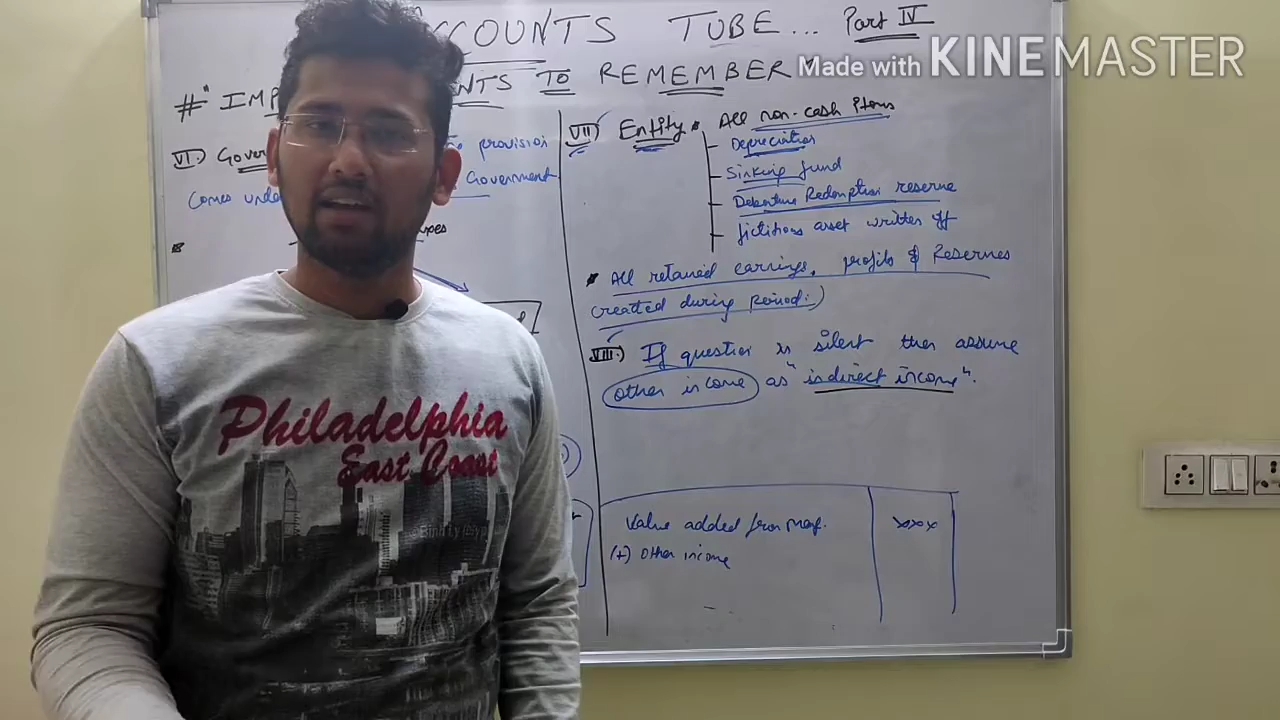 COUNTS TUBE... Part IV
Made with KINEMASTER
# "IMP NTS TO REMEMBER"
VI.) Gover
provision
Comes unde Government
VII) Entity • All non-cash items
- Depreciation
- Sinking fund
- Debenture Redemption reserve
- fictitious asset written off
• All retained earnings, profits & Reserves
created during period:)
VIII.) If question is silent then assume
other income as "indirect income".
Value added from Manf. xxx
(+) Other income
Philadelphia
East Coast